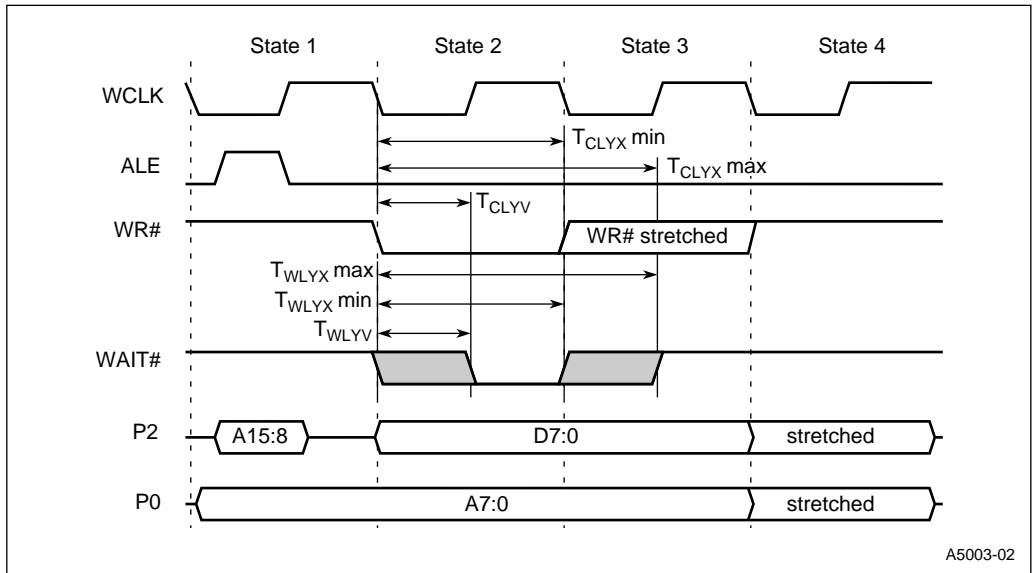 State 1 State 2 State 3 State 4
WCLK
T_CLYX min
ALE
T_CLYX max
T_CLYV
WR#
WR# stretched
T_WLYX max
T_WLYX min
T_WLYV
WAIT#
P2 A15:8 D7:0 stretched
P0 A7:0 stretched
A5003-02